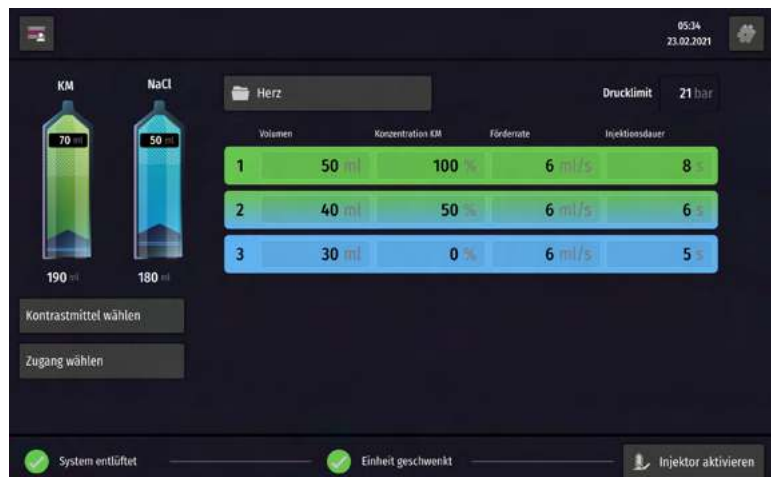 05:34
23.02.2021
KM NaCl
70 ml 50 ml
190 ml 180 ml
Kontrastmittel wählen
Zugang wählen
Herz Drucklimit 21 bar
Volumen Konzentration KM Förderrate Injektionsdauer
1 50 ml 100 % 6 ml/s 8 s
2 40 ml 50 % 6 ml/s 6 s
3 30 ml 0 % 6 ml/s 5 s
System entlüftet Einheit geschwenkt Injektor aktivieren